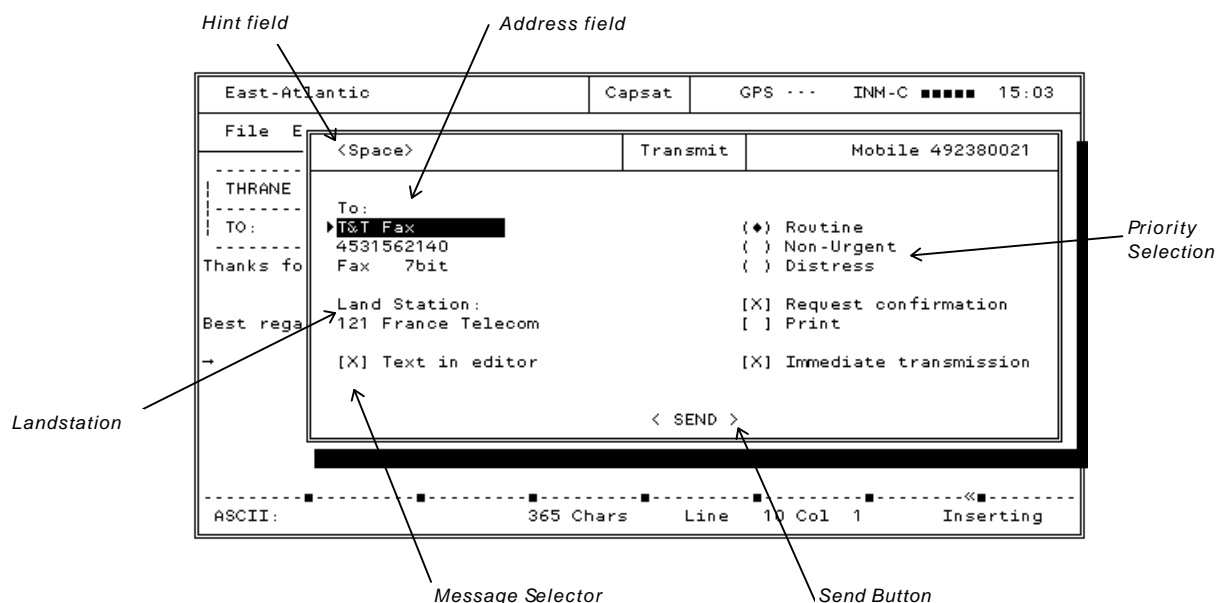 Hint field
Address field
East-Atlantic Capsat GPS ··· INM-C ■■■■■ 15:03
File E
<Space> Transmit Mobile 492380021
THRANE
To:
T&T Fax (◆) Routine
TO:
4531562140 ( ) Non-Urgent
Fax 7bit ( ) Distress
Priority
Selection
Thanks fo
Land Station: [X] Request confirmation
Best rega
121 France Telecom [ ] Print
[X] Text in editor [X] Immediate transmission
Landstation
< SEND >
ASCII: 365 Chars Line 10 Col 1 Inserting
Message Selector
Send Button